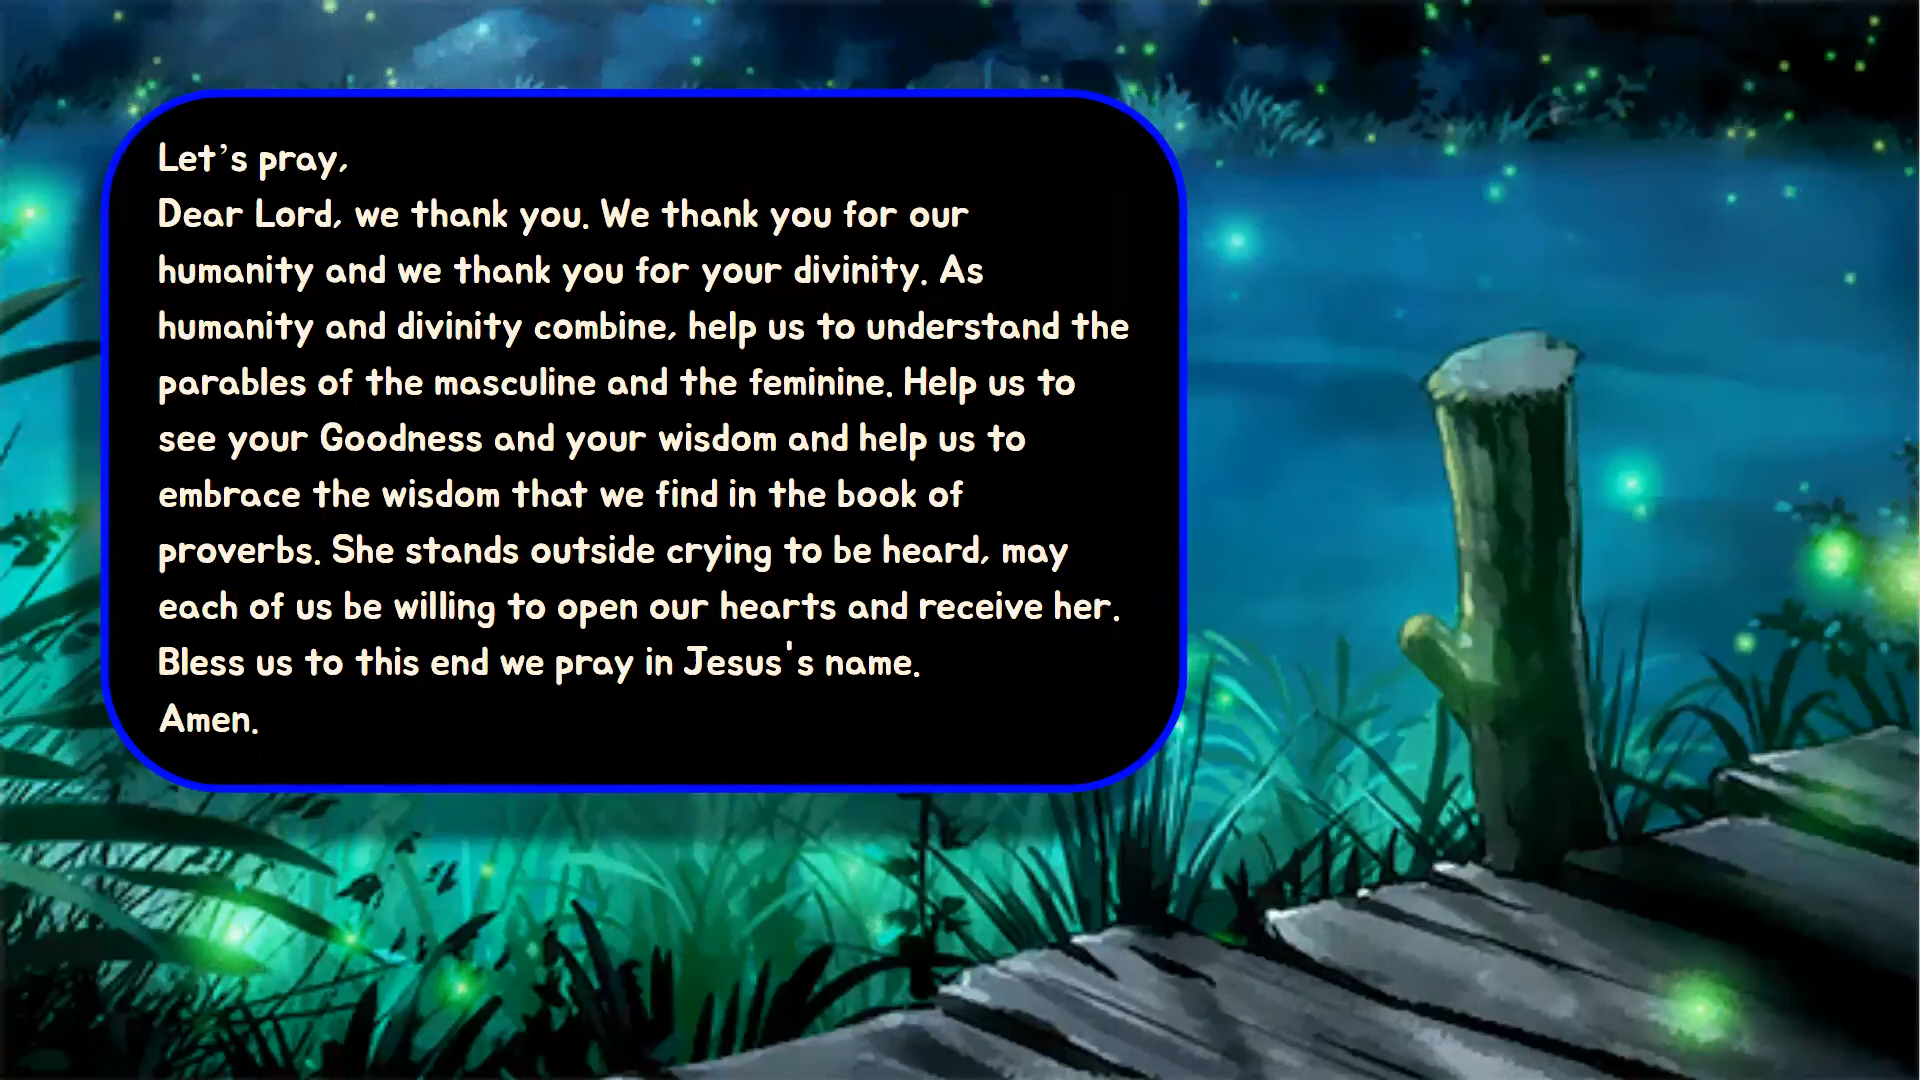 Let's pray,
Dear Lord, we thank you. We thank you for our
humanity and we thank you for your divinity. As
humanity and divinity combine, help us to understand the
parables of the masculine and the feminine. Help us to
see your Goodness and your wisdom and help us to
embrace the wisdom that we find in the book of
proverbs. She stands outside crying to be heard, may
each of us be willing to open our hearts and receive her.
Bless us to this end we pray in Jesus's name.
Amen.